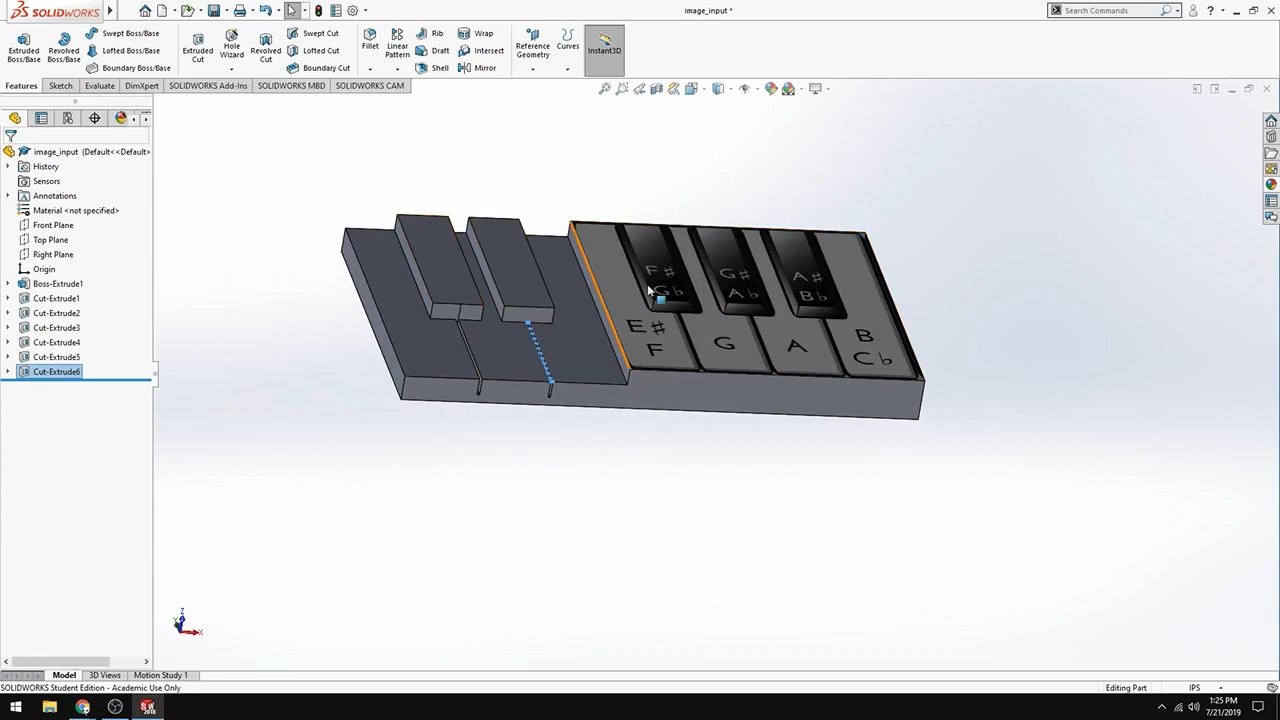 SOLIDWORKS
image_input *
Search Commands
Extruded Boss/Base
Revolved Boss/Base
Swept Boss/Base
Lofted Boss/Base
Boundary Boss/Base
Extruded Cut
Hole Wizard
Revolved Cut
Swept Cut
Lofted Cut
Boundary Cut
Fillet
Linear Pattern
Rib
Draft
Shell
Wrap
Intersect
Mirror
Reference Geometry
Curves
Instant3D
Features
Sketch
Evaluate
DimXpert
SOLIDWORKS Add-Ins
SOLIDWORKS MBD
SOLIDWORKS CAM
image_input (Default<<Default>
History
Sensors
Annotations
Material <not specified>
Front Plane
Top Plane
Right Plane
Origin
Boss-Extrude1
Cut-Extrude1
Cut-Extrude2
Cut-Extrude3
Cut-Extrude4
Cut-Extrude5
Cut-Extrude6
F# G# A#
G♭ A♭ B♭
E# B
F G A C♭
Z
X
Model
3D Views
Motion Study 1
SOLIDWORKS Student Edition - Academic Use Only
Editing Part
IPS
1:25 PM
7/21/2019